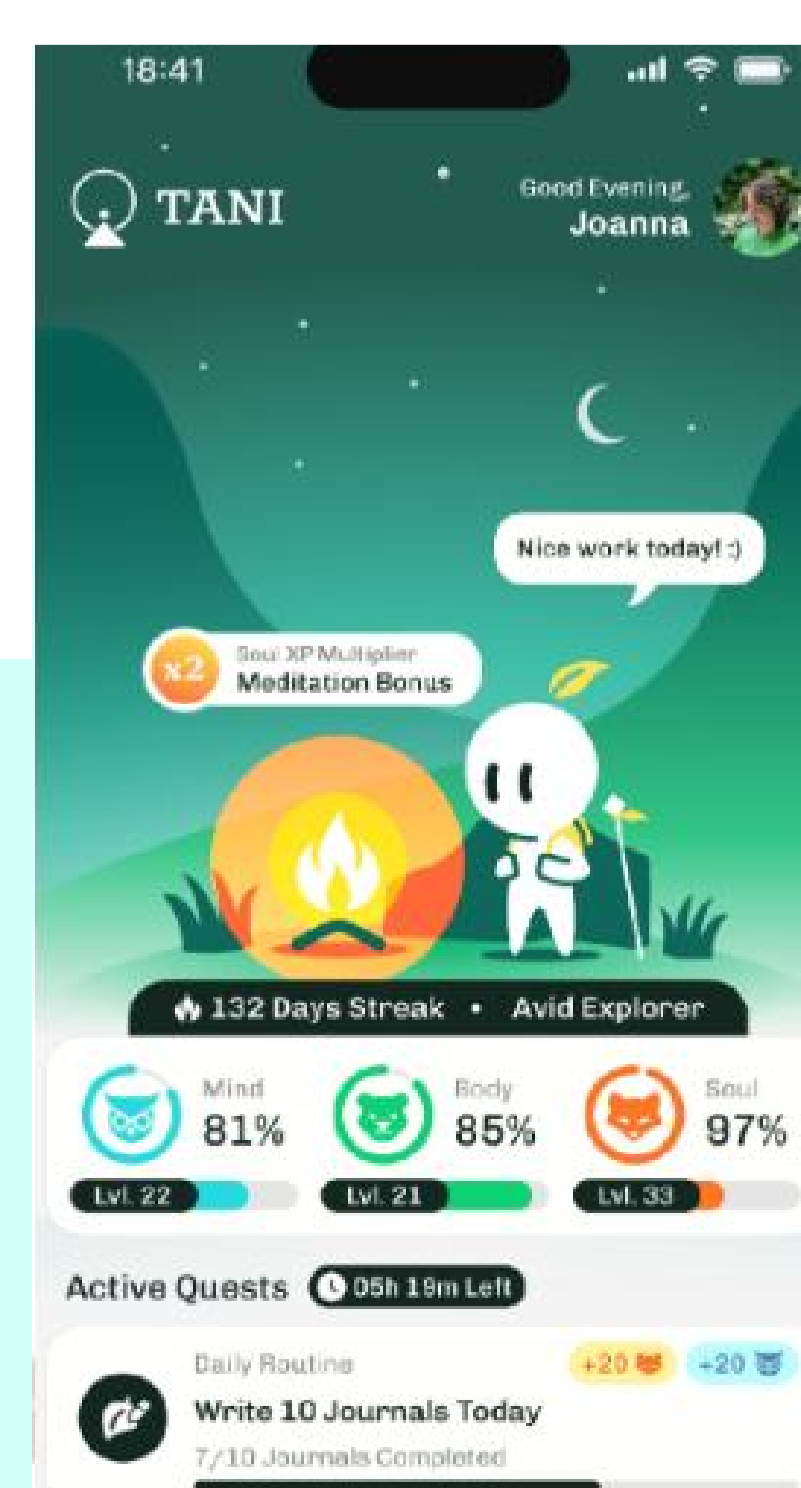 18:41
TANI
Good Evening,
Joanna
Nice work today! :)
x2
Soul XP Multiplier
Meditation Bonus
132 Days Streak • Avid Explorer
Mind
81%
Lvl. 22
Body
85%
Lvl. 21
Soul
97%
Lvl. 33
Active Quests
05h 19m Left
Daily Routine
+20
+20
Write 10 Journals Today
7/10 Journals Completed